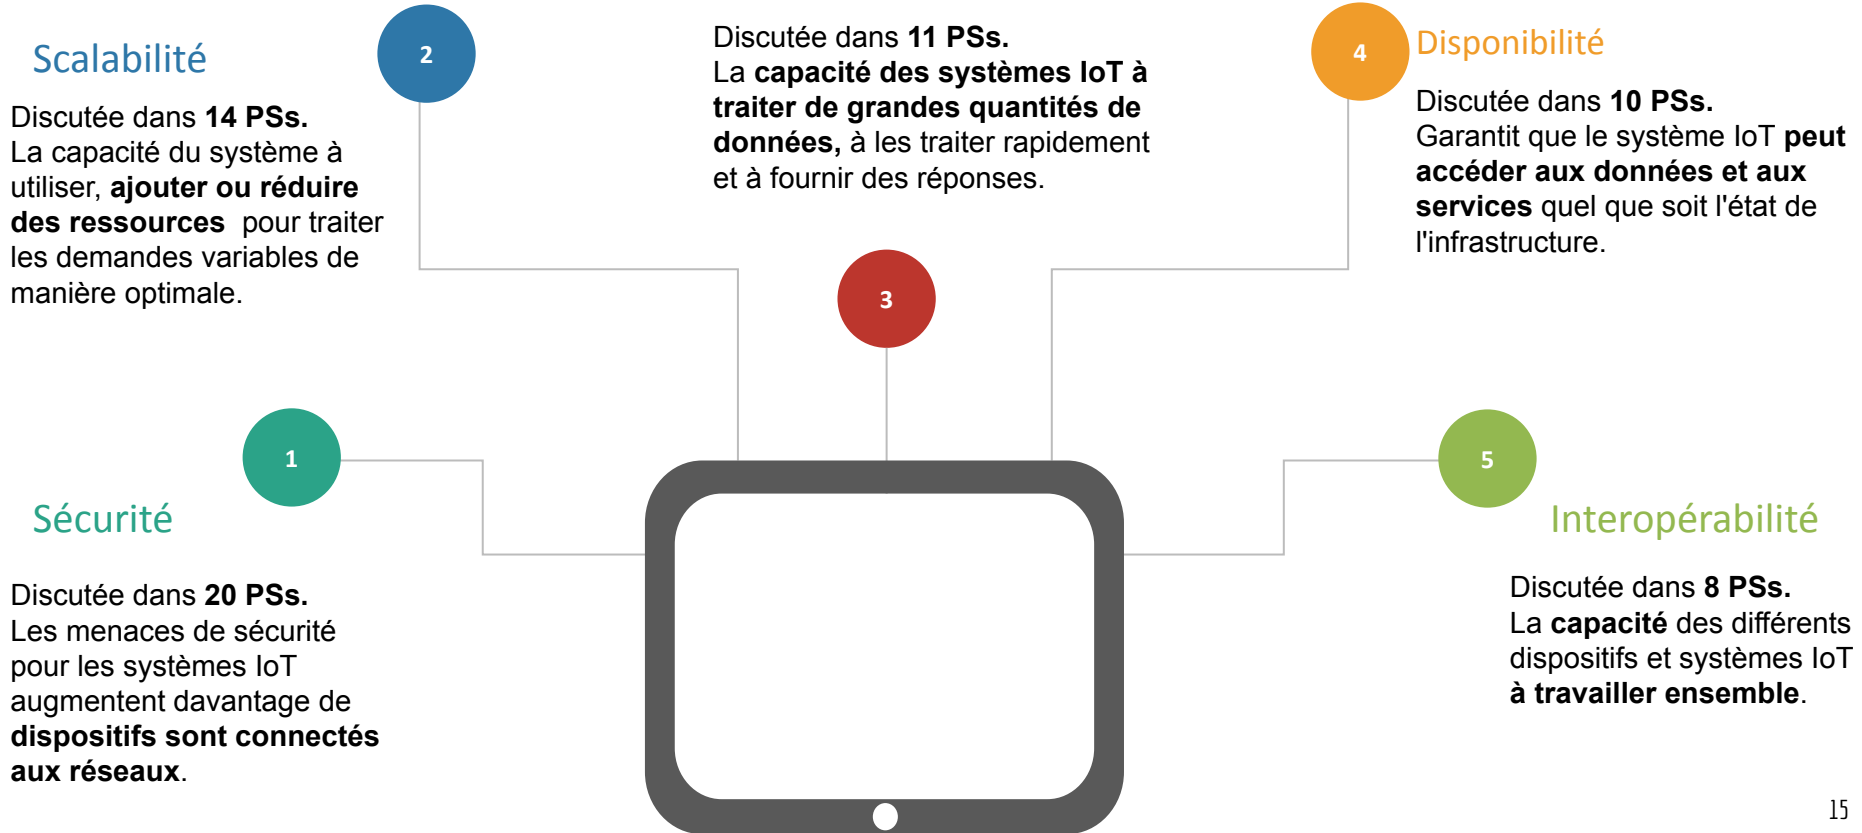 Scalabilité
2
Discutée dans 14 PSs.
La capacité du système à
utiliser, ajouter ou réduire
des ressources pour traiter
les demandes variables de
manière optimale.
Discutée dans 11 PSs.
La capacité des systèmes IoT à
traiter de grandes quantités de
données, à les traiter rapidement
et à fournir des réponses.
3
4
Disponibilité
Discutée dans 10 PSs.
Garantit que le système IoT peut
accéder aux données et aux
services quel que soit l'état de
l'infrastructure.
1
Sécurité
Discutée dans 20 PSs.
Les menaces de sécurité
pour les systèmes IoT
augmentent davantage de
dispositifs sont connectés
aux réseaux.
5
Interopérabilité
Discutée dans 8 PSs.
La capacité des différents
dispositifs et systèmes IoT
à travailler ensemble.
15